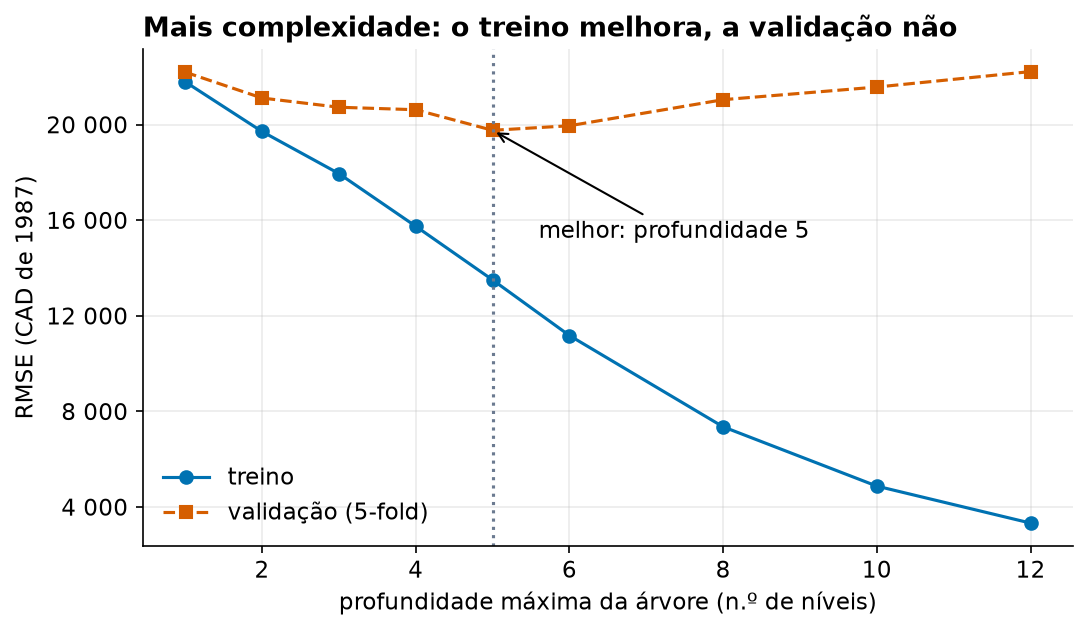 Mais complexidade: o treino melhora, a validação não
RMSE (CAD de 1987)
20 000
16 000
12 000
8 000
4 000
melhor: profundidade 5
treino
validação (5-fold)
2 4 6 8 10 12
profundidade máxima da árvore (n.º de níveis)